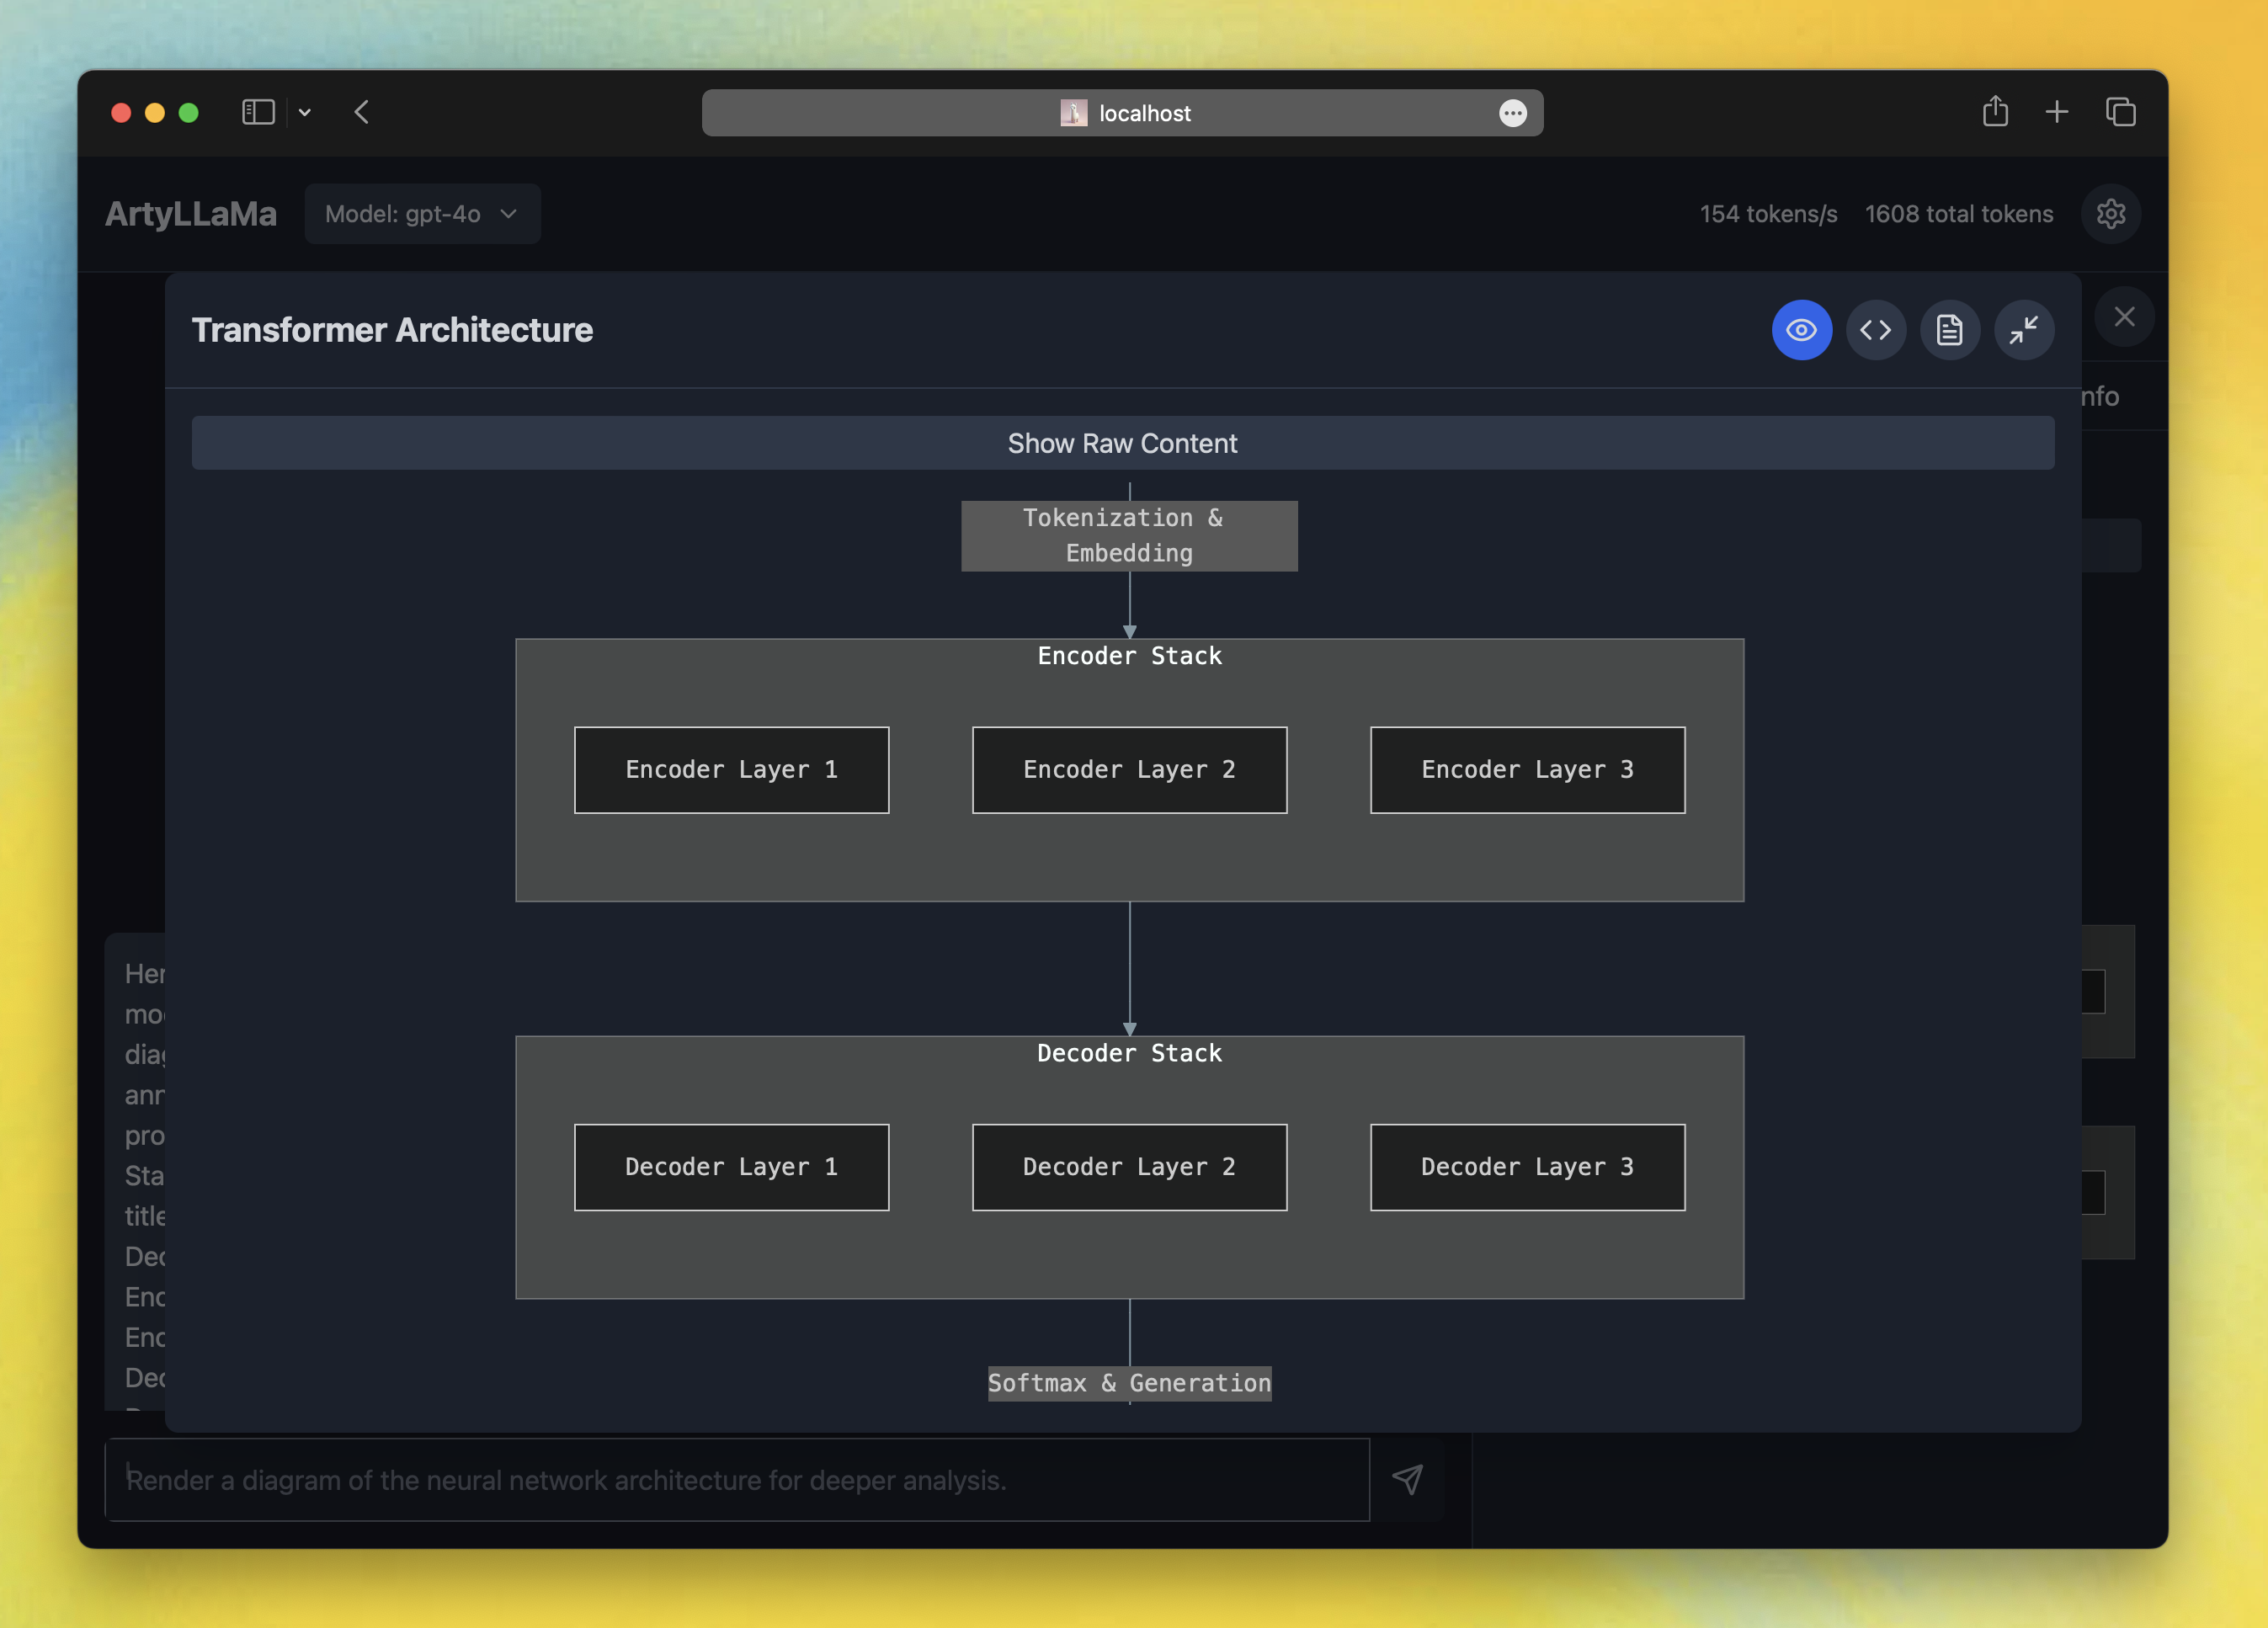 localhost
ArtyLLaMa
Model: gpt-4o
154 tokens/s
1608 total tokens
Transformer Architecture
nfo
Show Raw Content
Tokenization &
Embedding
Encoder Stack
Encoder Layer 1
Encoder Layer 2
Encoder Layer 3
Decoder Stack
Decoder Layer 1
Decoder Layer 2
Decoder Layer 3
Softmax & Generation
Her
mo
diag
ann
pro
Sta
title
Dec
Enc
Enc
Dec
Render a diagram of the neural network architecture for deeper analysis.